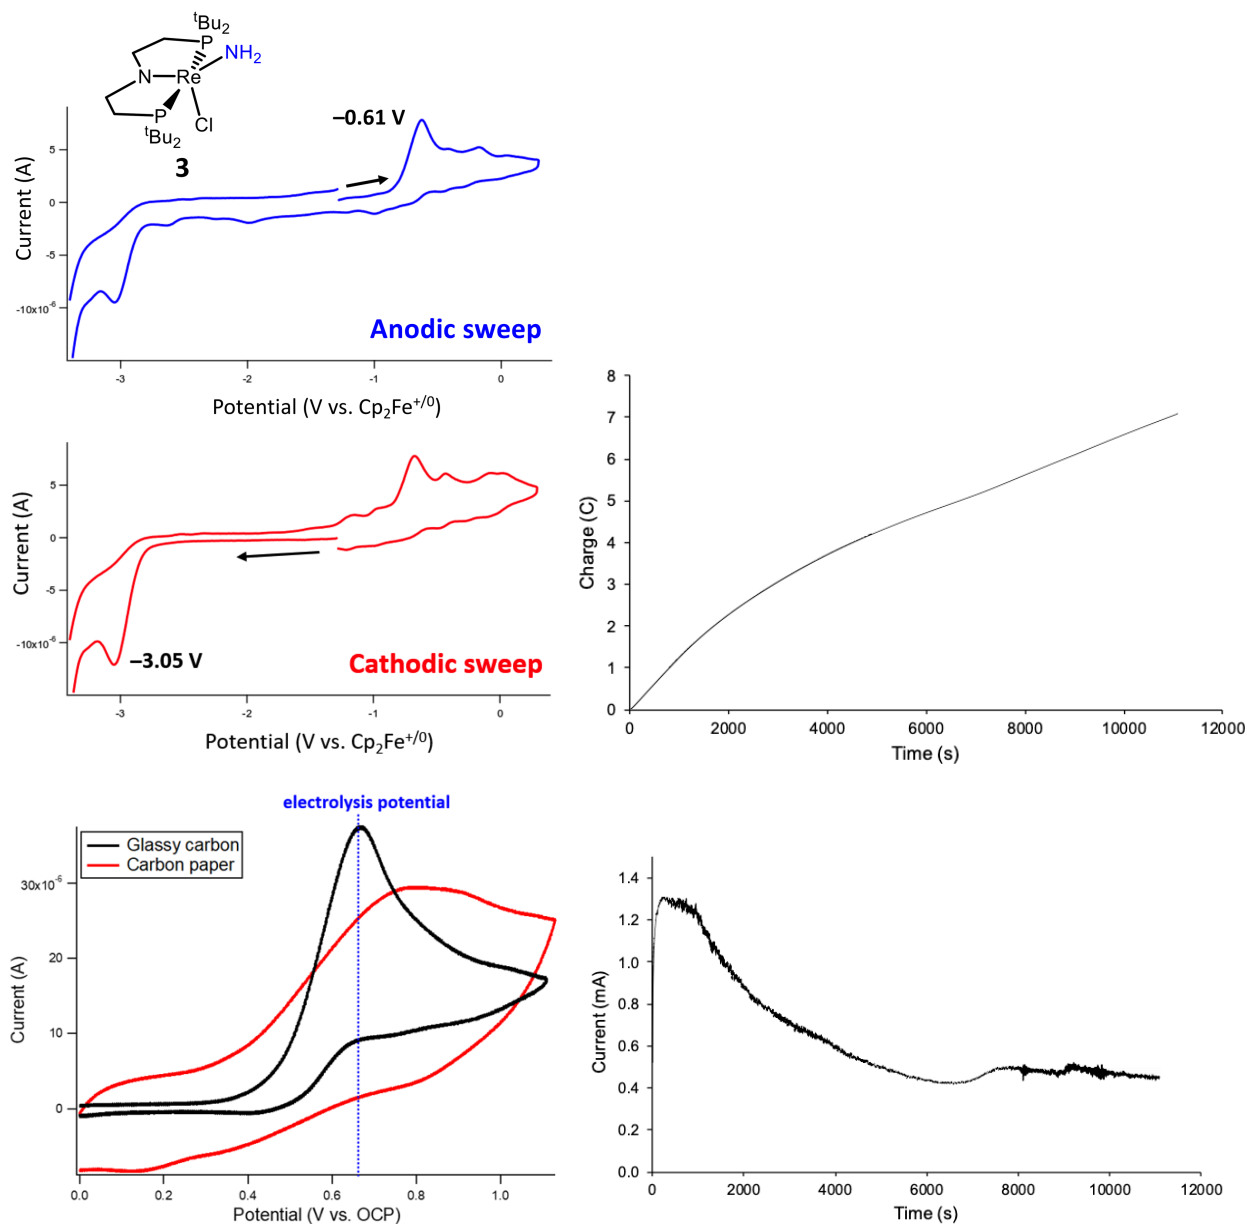 tBu2
P
NH2
N
Re
P
Cl
tBu2
3
−0.61 V
Current (A)
5
0
-5
-10x10-6
Anodic sweep
-3 -2 -1 0
Potential (V vs. Cp2Fe+/0)
Current (A)
5
0
-5
-10x10-6
−3.05 V
Cathodic sweep
-3 -2 -1 0
Potential (V vs. Cp2Fe+/0)
Charge (C)
8
7
6
5
4
3
2
1
0
0 2000 4000 6000 8000 10000 12000
Time (s)
electrolysis potential
Glassy carbon
Carbon paper
Current (A)
30x10-6
20
10
0
0.0 0.2 0.4 0.6 0.8 1.0
Potential (V vs. OCP)
Current (mA)
1.4
1.2
1.0
0.8
0.6
0.4
0.2
0.0
0 2000 4000 6000 8000 10000 12000
Time (s)